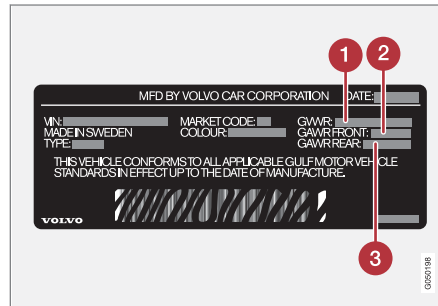 1
2
MFD BY VOLVO CAR CORPORATION DATE:
VIN: MARKET CODE: GVWR:
MADE IN SWEDEN COLOUR: GAWR FRONT:
TYPE: GAWR REAR:
THIS VEHICLE CONFORMS TO ALL APPLICABLE GULF MOTOR VEHICLE
STANDARDS IN EFFECT UP TO THE DATE OF MANUFACTURE.
VOLVO
3
G050198